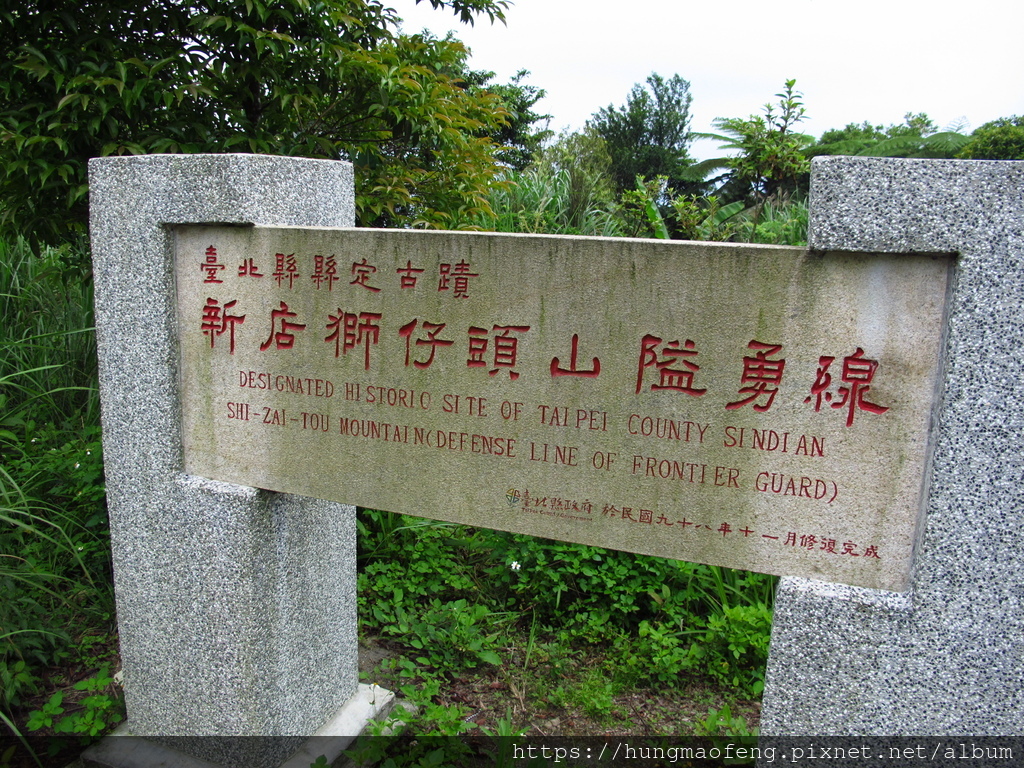 臺北縣縣定古蹟
新店獅仔頭山隘勇線
DESIGNATED HISTORIC SITE OF TAIPEI COUNTY SINDIAN
SHI-ZAI-TOU MOUNTAIN(DEFENSE LINE OF FRONTIER GUARD)
臺北縣政府 於民國九十八年十一月修復完成
https://hungmaofeng.pixnet.net/album